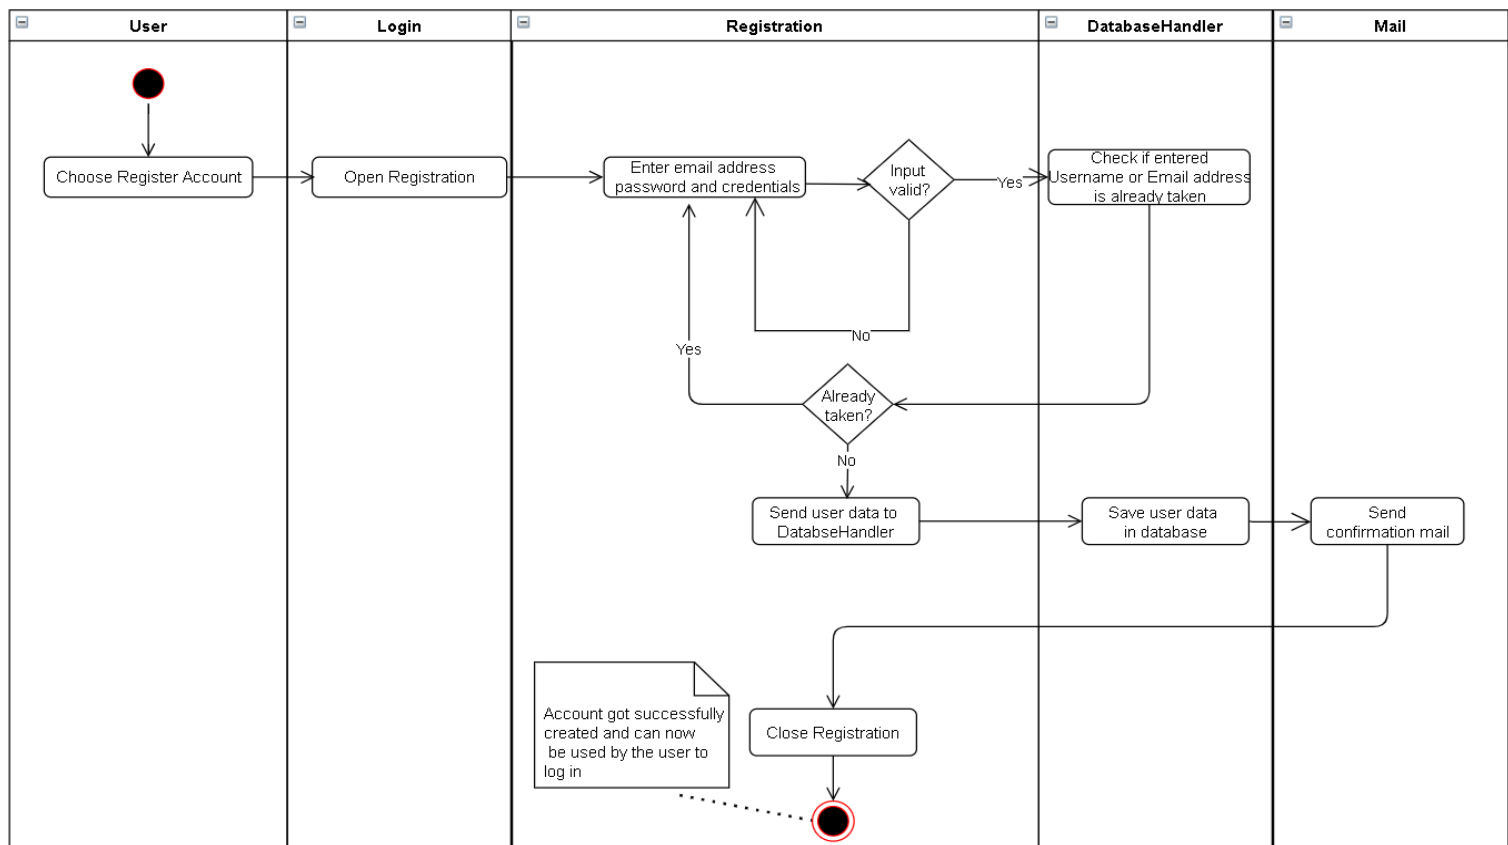 User
Login
Registration
DatabaseHandler
Mail
Choose Register Account
Open Registration
Enter email address
password and credentials
Input
valid?
Yes
Check if entered
Username or Email address
is already taken
No
Yes
Already
taken?
No
Send user data to
DatabseHandler
Save user data
in database
Send
confirmation mail
Account got successfully
created and can now
be used by the user to
log in
Close Registration